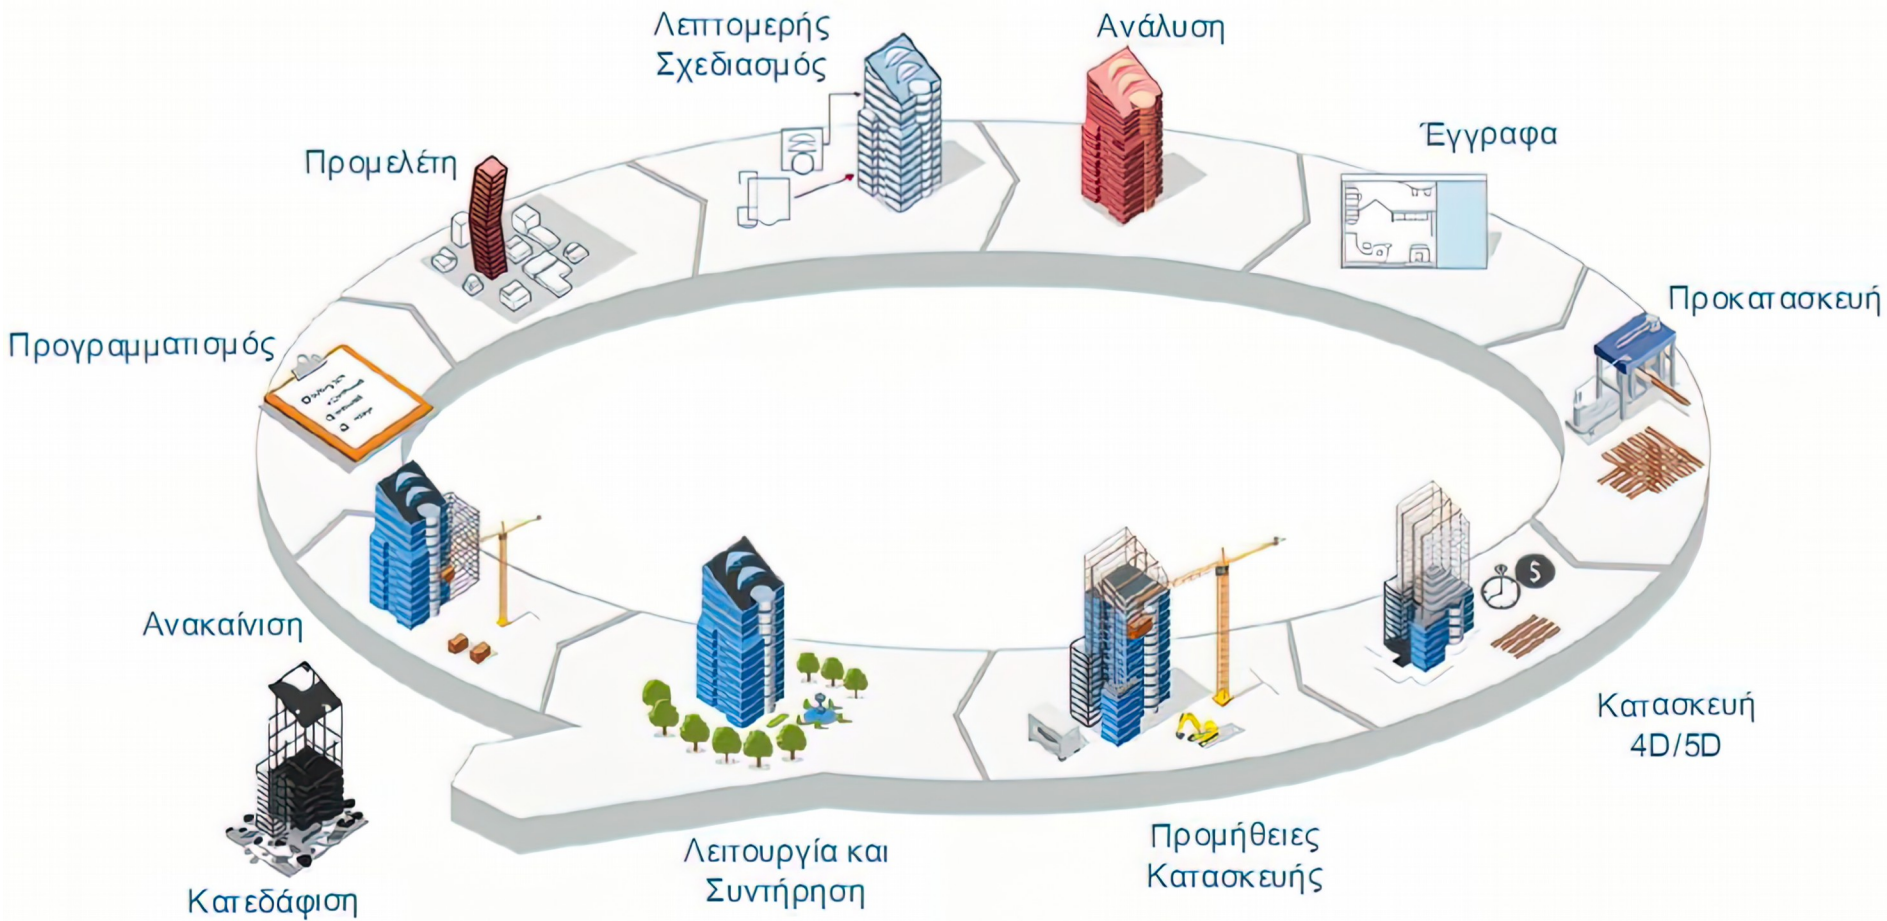 Λεπτομερής
Σχεδιασμός
Ανάλυση
Έγγραφα
Προμελέτη
Προκατασκευή
Προγραμματισμός
$
Ανακαίνιση
Κατασκευή
4D/5D
Προμήθειες
Κατασκευής
Λειτουργία και
Συντήρηση
Κατεδάφιση